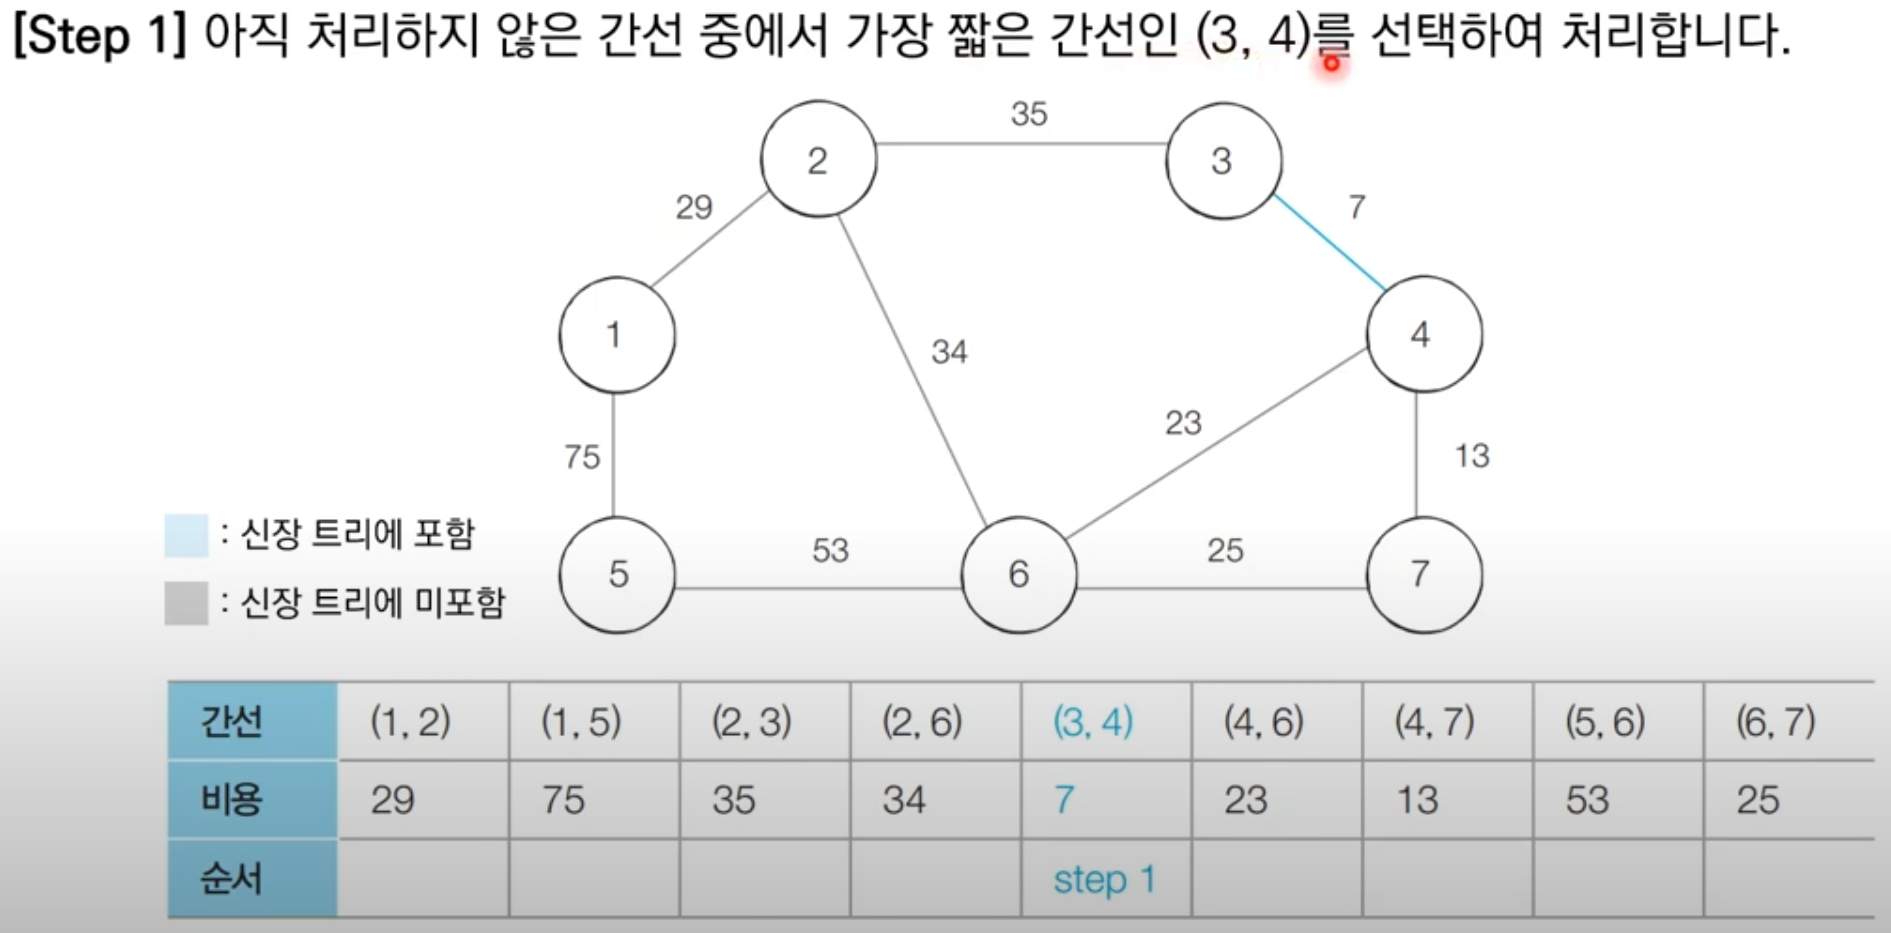 [Step 1] 아직 처리하지 않은 간선 중에서 가장 짧은 간선인 (3, 4)를 선택하여 처리합니다.
35
2
3
29
7
1
4
34
23
75
13
: 신장 트리에 포함
53
25
5
6
7
: 신장 트리에 미포함
간선 (1, 2) (1, 5) (2, 3) (2, 6) (3, 4) (4, 6) (4, 7) (5, 6) (6, 7)
비용 29 75 35 34 7 23 13 53 25
순서 step 1